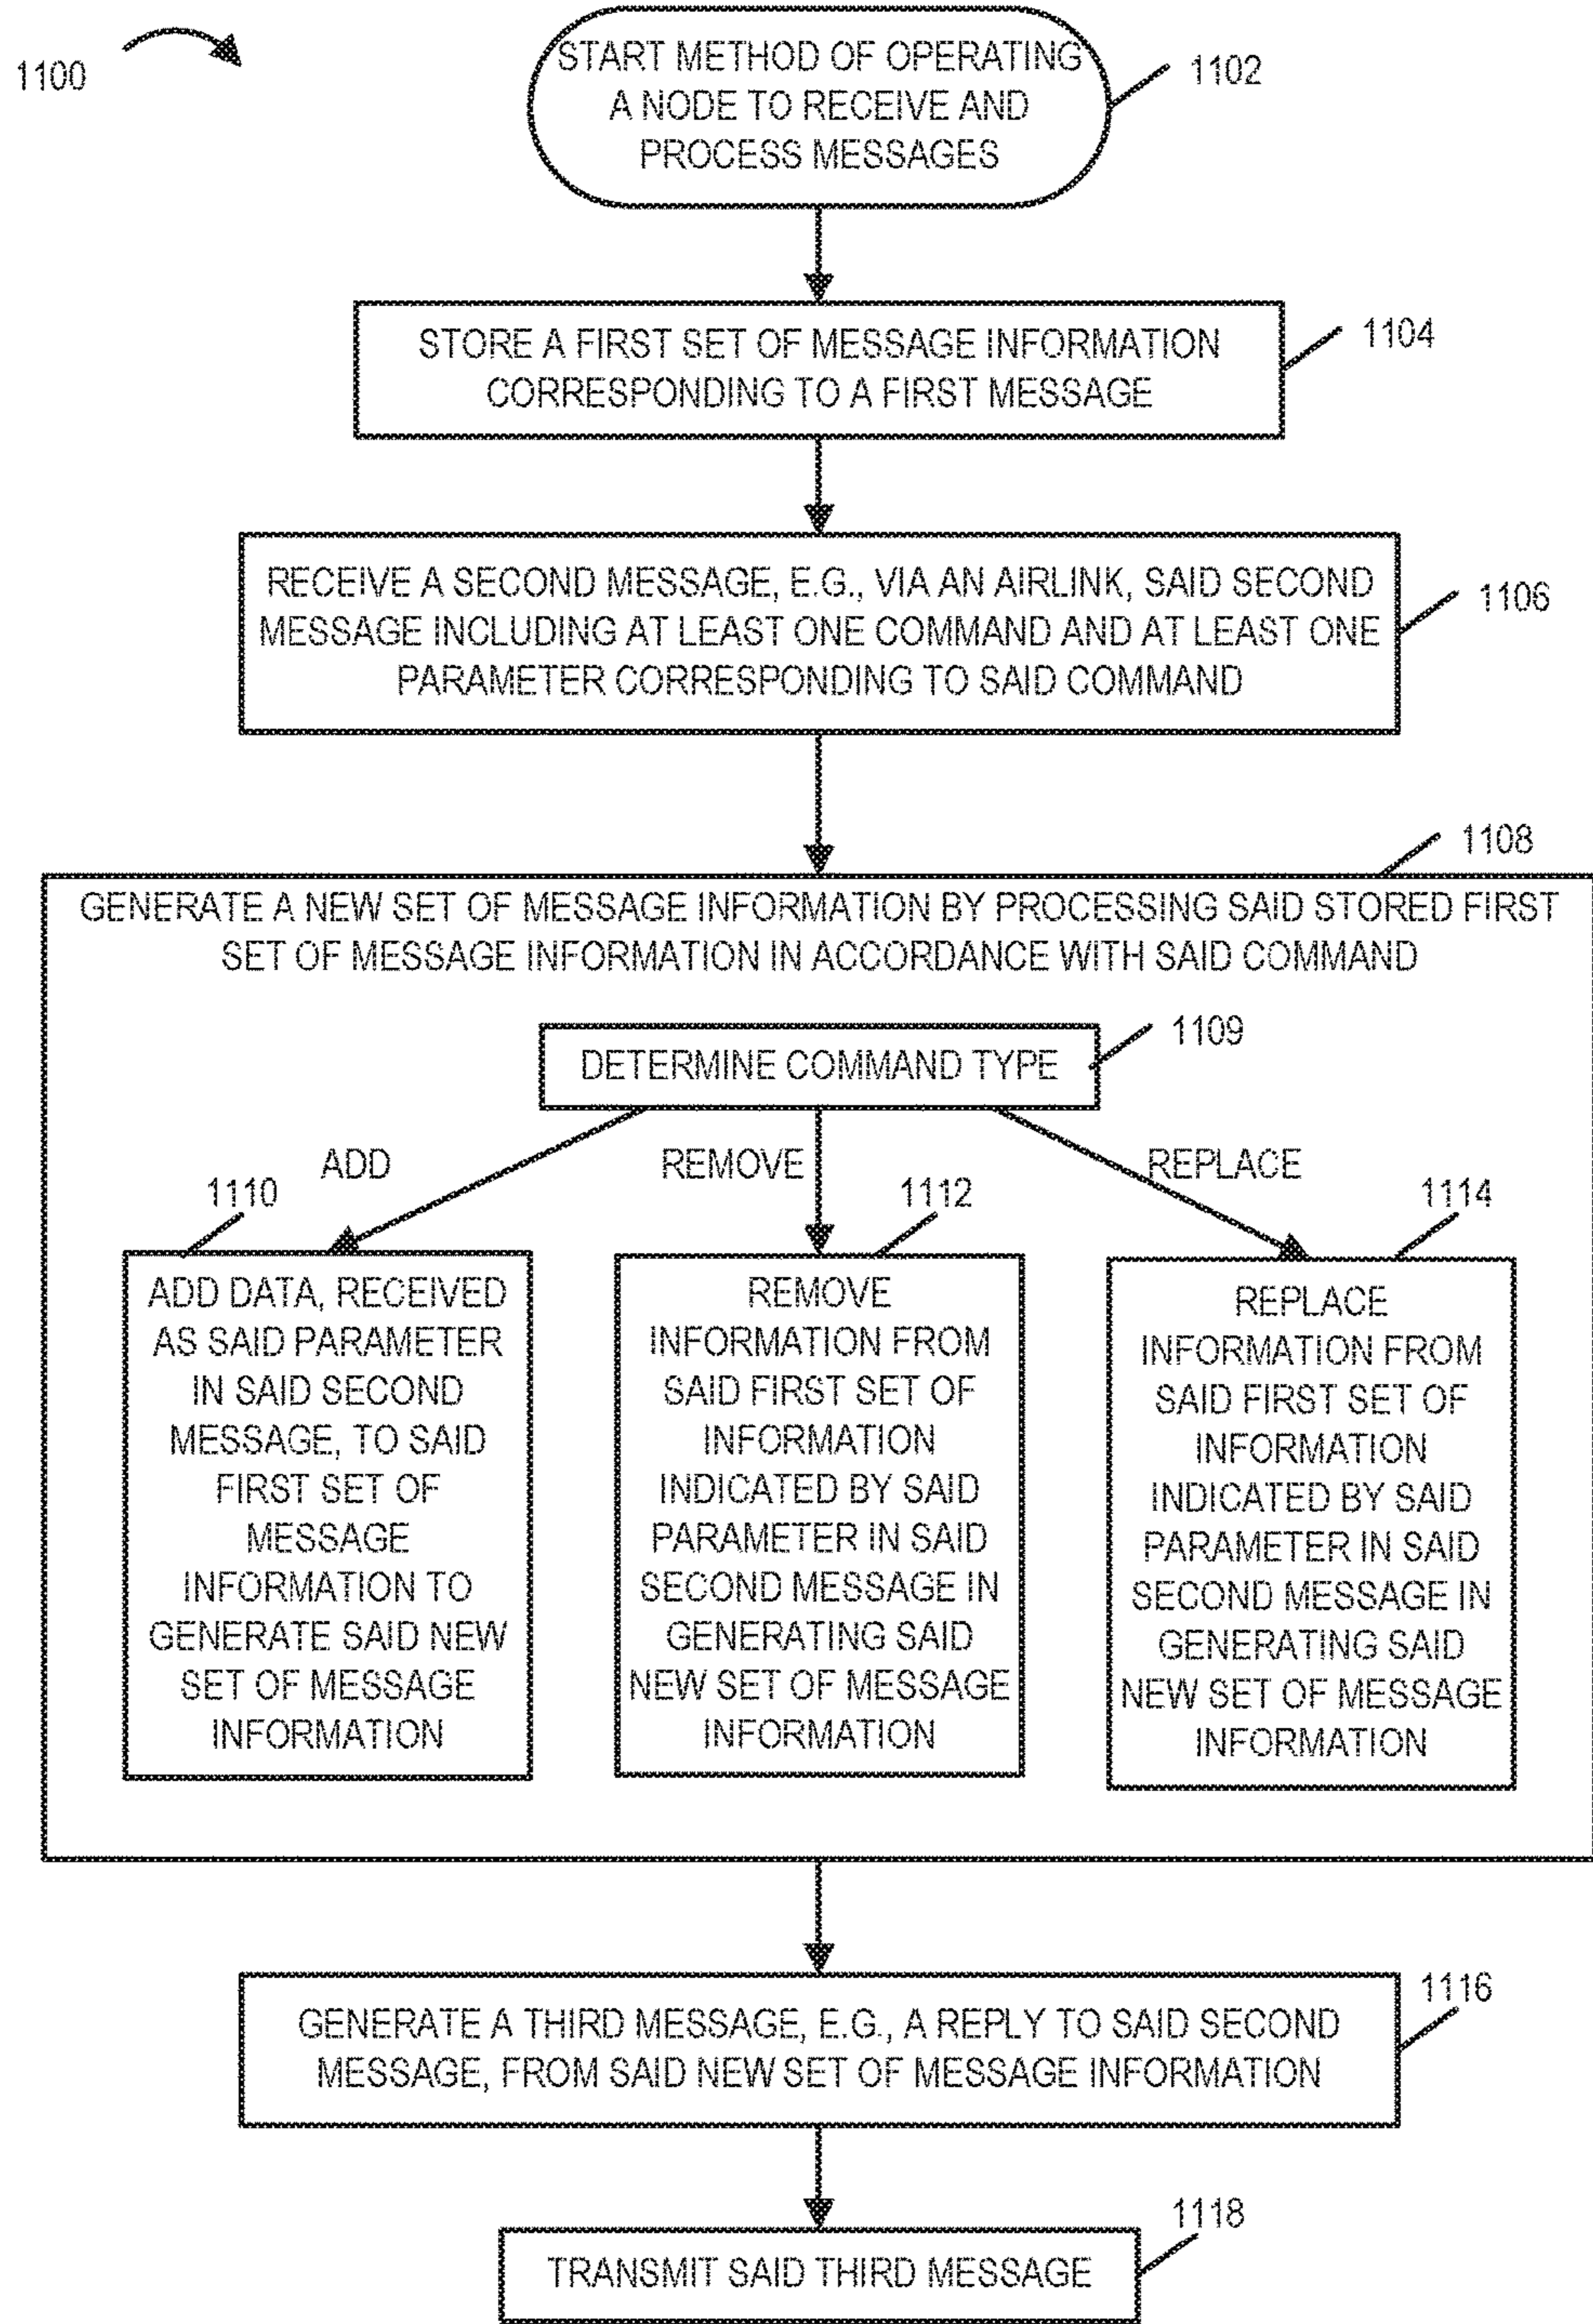 1100
START METHOD OF OPERATING
A NODE TO RECEIVE AND
PROCESS MESSAGES
1102
STORE A FIRST SET OF MESSAGE INFORMATION
CORRESPONDING TO A FIRST MESSAGE
1104
RECEIVE A SECOND MESSAGE, E.G., VIA AN AIRLINK, SAID SECOND
MESSAGE INCLUDING AT LEAST ONE COMMAND AND AT LEAST ONE
PARAMETER CORRESPONDING TO SAID COMMAND
1106
1108
GENERATE A NEW SET OF MESSAGE INFORMATION BY PROCESSING SAID STORED FIRST
SET OF MESSAGE INFORMATION IN ACCORDANCE WITH SAID COMMAND
1109
DETERMINE COMMAND TYPE
ADD
REMOVE
REPLACE
1110
ADD DATA, RECEIVED
AS SAID PARAMETER
IN SAID SECOND
MESSAGE, TO SAID
FIRST SET OF
MESSAGE
INFORMATION TO
GENERATE SAID NEW
SET OF MESSAGE
INFORMATION
1112
REMOVE
INFORMATION FROM
SAID FIRST SET OF
INFORMATION
INDICATED BY SAID
PARAMETER IN SAID
SECOND MESSAGE IN
GENERATING SAID
NEW SET OF MESSAGE
INFORMATION
1114
REPLACE
INFORMATION FROM
SAID FIRST SET OF
INFORMATION
INDICATED BY SAID
PARAMETER IN SAID
SECOND MESSAGE IN
GENERATING SAID
NEW SET OF MESSAGE
INFORMATION
1116
GENERATE A THIRD MESSAGE, E.G., A REPLY TO SAID SECOND
MESSAGE, FROM SAID NEW SET OF MESSAGE INFORMATION
1118
TRANSMIT SAID THIRD MESSAGE